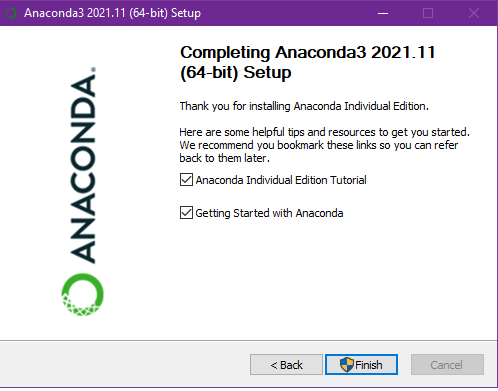 Anaconda3 2021.11 (64-bit) Setup
ANACONDA.
Completing Anaconda3 2021.11
(64-bit) Setup
Thank you for installing Anaconda Individual Edition.
Here are some helpful tips and resources to get you started.
We recommend you bookmark these links so you can refer
back to them later.
Anaconda Individual Edition Tutorial
Getting Started with Anaconda
< Back
Finish
Cancel